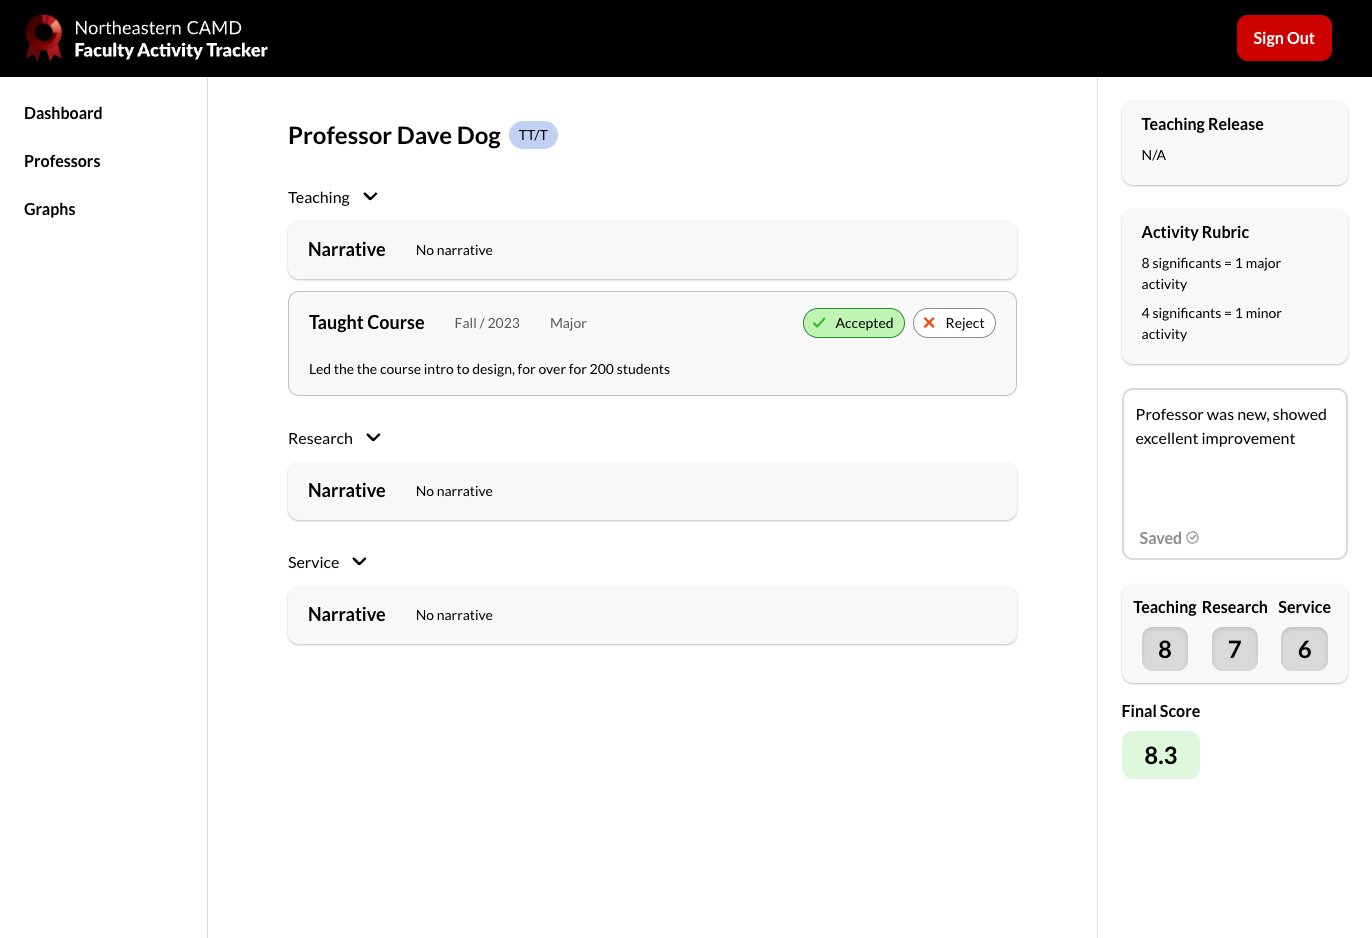 Northeastern CAMD
Faculty Activity Tracker
Sign Out
Dashboard
Professors
Graphs
Professor Dave Dog TT/T
Teaching
Narrative No narrative
Taught Course Fall / 2023 Major Accepted Reject
Led the the course intro to design, for over for 200 students
Research
Narrative No narrative
Service
Narrative No narrative
Teaching Release
N/A
Activity Rubric
8 significants = 1 major
activity
4 significants = 1 minor
activity
Professor was new, showed
excellent improvement
Saved
Teaching Research Service
8 7 6
Final Score
8.3